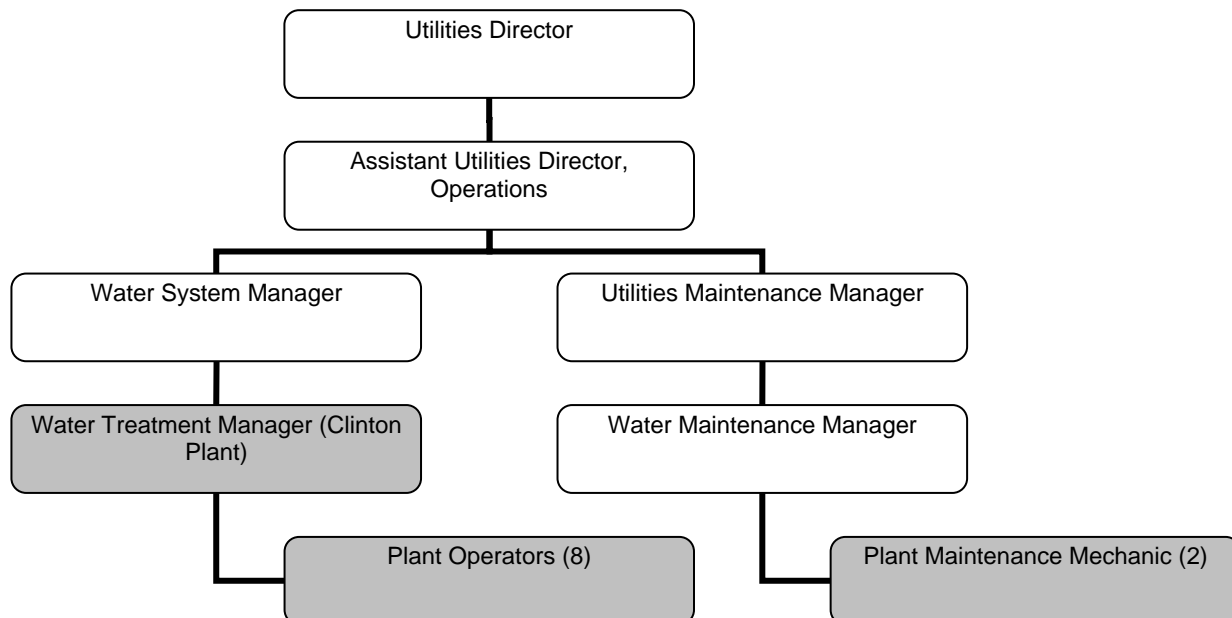 Utilities Director
Assistant Utilities Director,
Operations
Water System Manager
Utilities Maintenance Manager
Water Treatment Manager (Clinton
Plant)
Water Maintenance Manager
Plant Operators (8)
Plant Maintenance Mechanic (2)